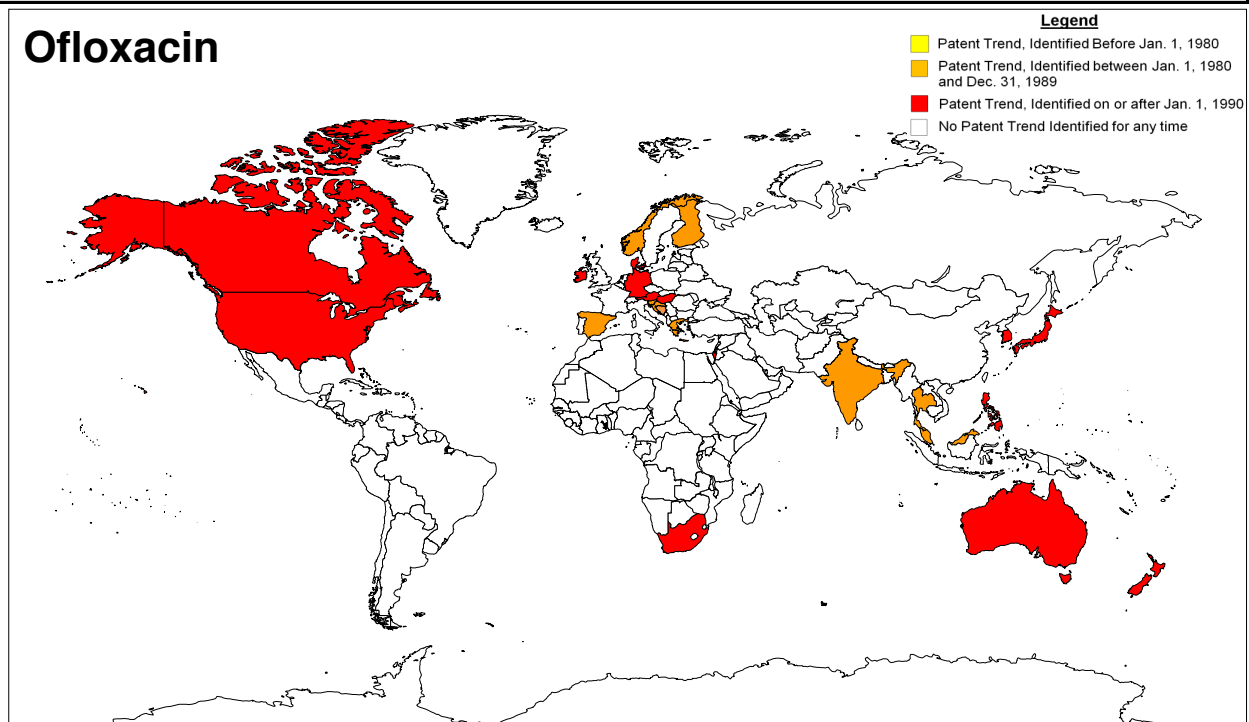 Ofloxacin
Legend
Patent Trend, Identified Before Jan. 1, 1980
Patent Trend, Identified between Jan. 1, 1980
and Dec. 31, 1989
Patent Trend, Identified on or after Jan. 1, 1990
No Patent Trend Identified for any time